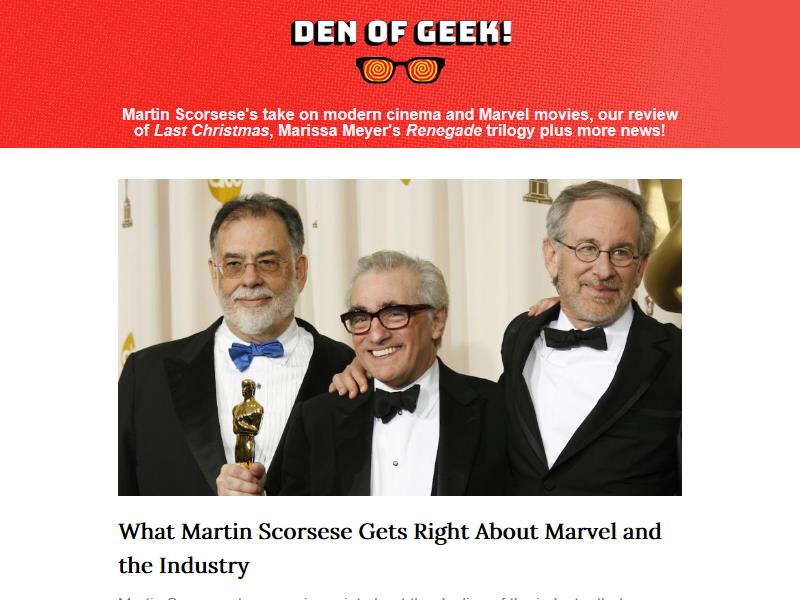 DEN OF GEEK!
Martin Scorsese's take on modern cinema and Marvel movies, our review
of Last Christmas, Marissa Meyer's Renegade trilogy plus more news!
What Martin Scorsese Gets Right About Marvel and
the Industry